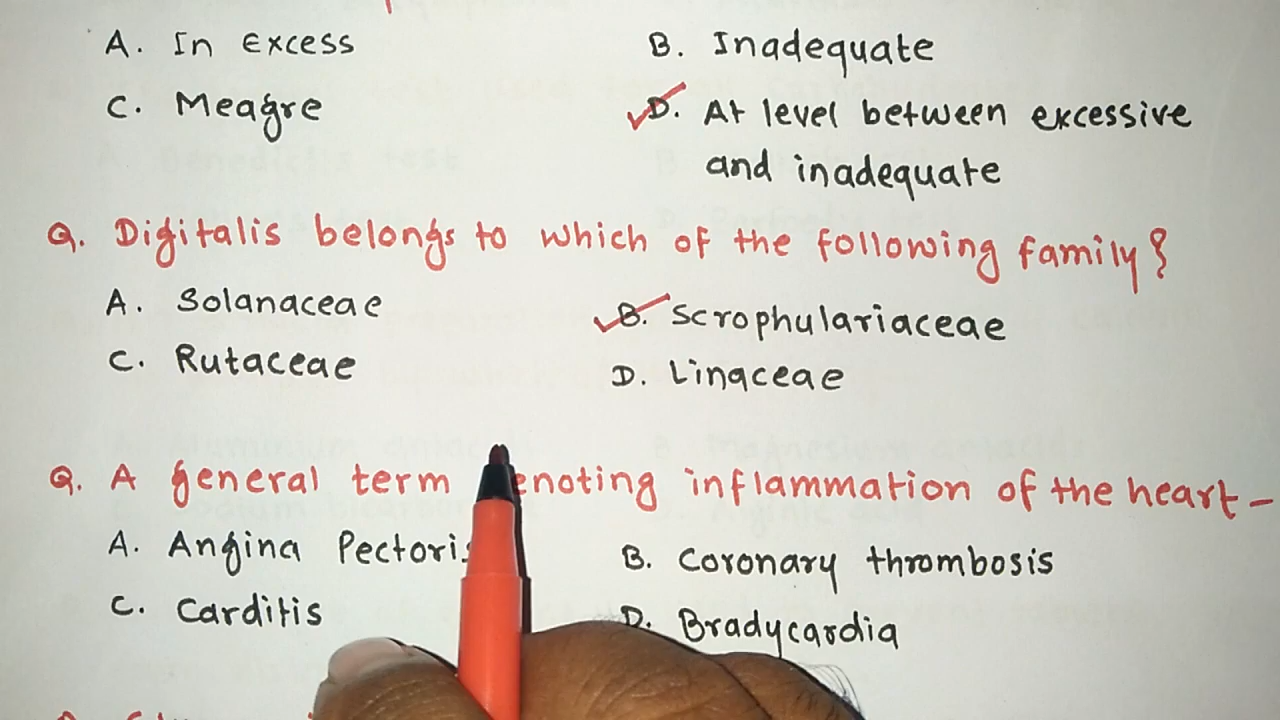 A. In Excess B. Inadequate
C. Meagre D. At level between excessive
and inadequate
Q. Digitalis belongs to which of the following family?
A. Solanaceae B. Scrophulariaceae
C. Rutaceae D. Linaceae
Q. A general term enoting inflammation of the heart -
A. Angina Pectoris B. Coronary thrombosis
C. Carditis D. Bradycardia